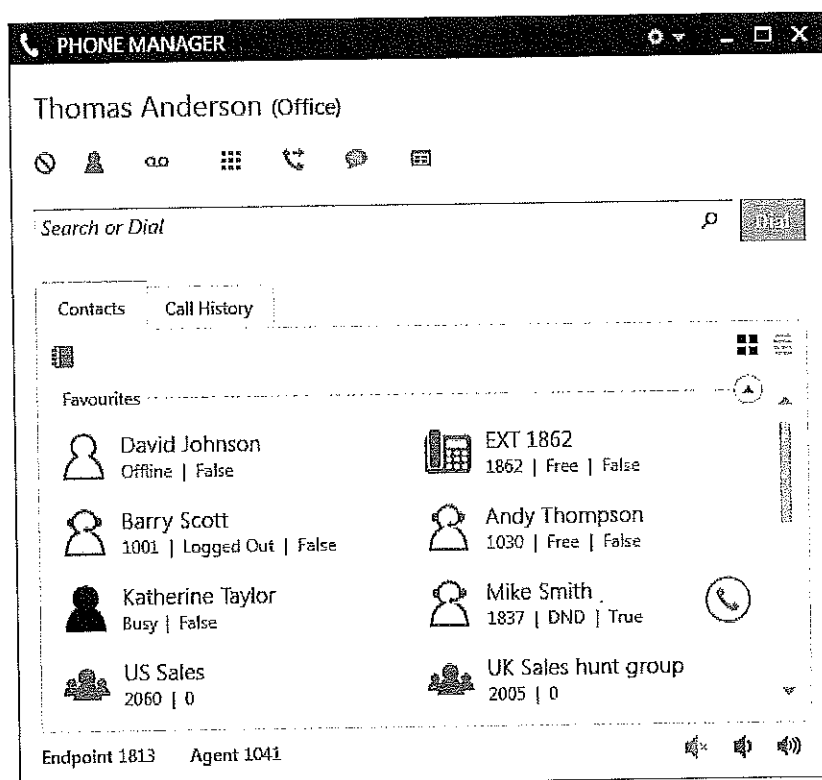 PHONE MANAGER
Thomas Anderson (Office)
Search or Dial
Dial
Contacts Call History
Favourites
David Johnson
Offline | False
EXT 1862
1862 | Free | False
Barry Scott
1001 | Logged Out | False
Andy Thompson
1030 | Free | False
Katherine Taylor
Busy | False
Mike Smith
1837 | DND | True
US Sales
2060 | 0
UK Sales hunt group
2005 | 0
Endpoint 1813 Agent 1041